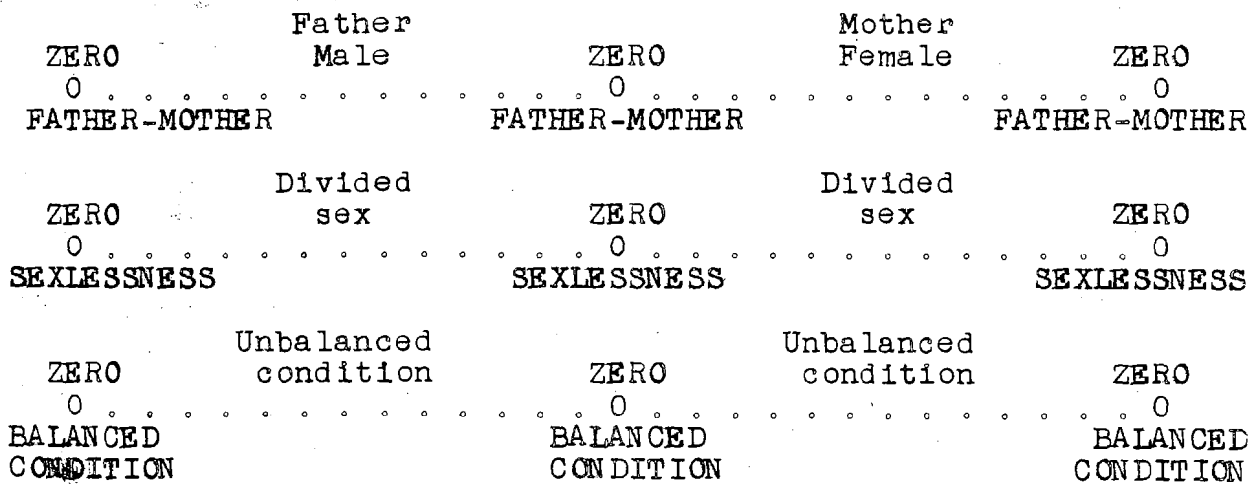 Father Mother
ZERO Male ZERO Female ZERO
0 . . . . . . . . . . . . . 0 . . . . . . . . . . . . . 0
FATHER-MOTHER FATHER-MOTHER FATHER-MOTHER
Divided Divided
ZERO sex ZERO sex ZERO
0 . . . . . . . . . . . . . 0 . . . . . . . . . . . . . 0
SEXLESSNESS SEXLESSNESS SEXLESSNESS
Unbalanced Unbalanced
ZERO condition ZERO condition ZERO
0 . . . . . . . . . . . . . 0 . . . . . . . . . . . . . 0
BALANCED BALANCED BALANCED
CONDITION CONDITION CONDITION